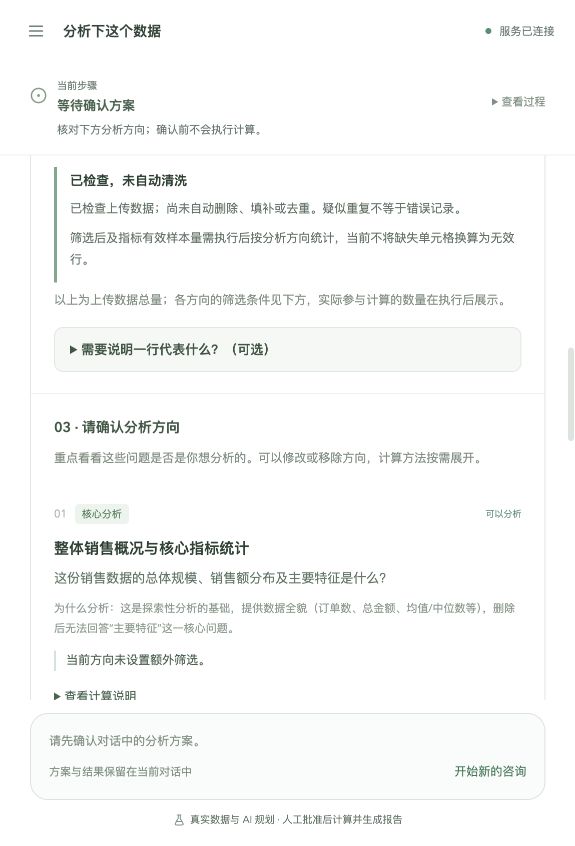 分析下这个数据
服务已连接
当前步骤
等待确认方案
核对下方分析方向；确认前不会执行计算。
▶ 查看过程
已检查，未自动清洗
已检查上传数据；尚未自动删除、填补或去重。疑似重复不等于错误记录。
筛选后及指标有效样本量需执行后按分析方向统计，当前不将缺失单元格换算为无效
行。
以上为上传数据总量；各方向的筛选条件见下方，实际参与计算的数量在执行后展示。
▶ 需要说明一行代表什么？（可选）
03 · 请确认分析方向
重点看看这些问题是否是你想分析的。可以修改或移除方向，计算方法按需展开。
01 核心分析
可以分析
整体销售概况与核心指标统计
这份销售数据的总体规模、销售额分布及主要特征是什么？
为什么分析：这是探索性分析的基础，提供数据全貌（订单数、总金额、均值/中位数等），删除
后无法回答“主要特征”这一核心问题。
当前方向未设置额外筛选。
▶ 查看计算说明
请先确认对话中的分析方案。
方案与结果保留在当前对话中
开始新的咨询
真实数据与 AI 规划 · 人工批准后计算并生成报告